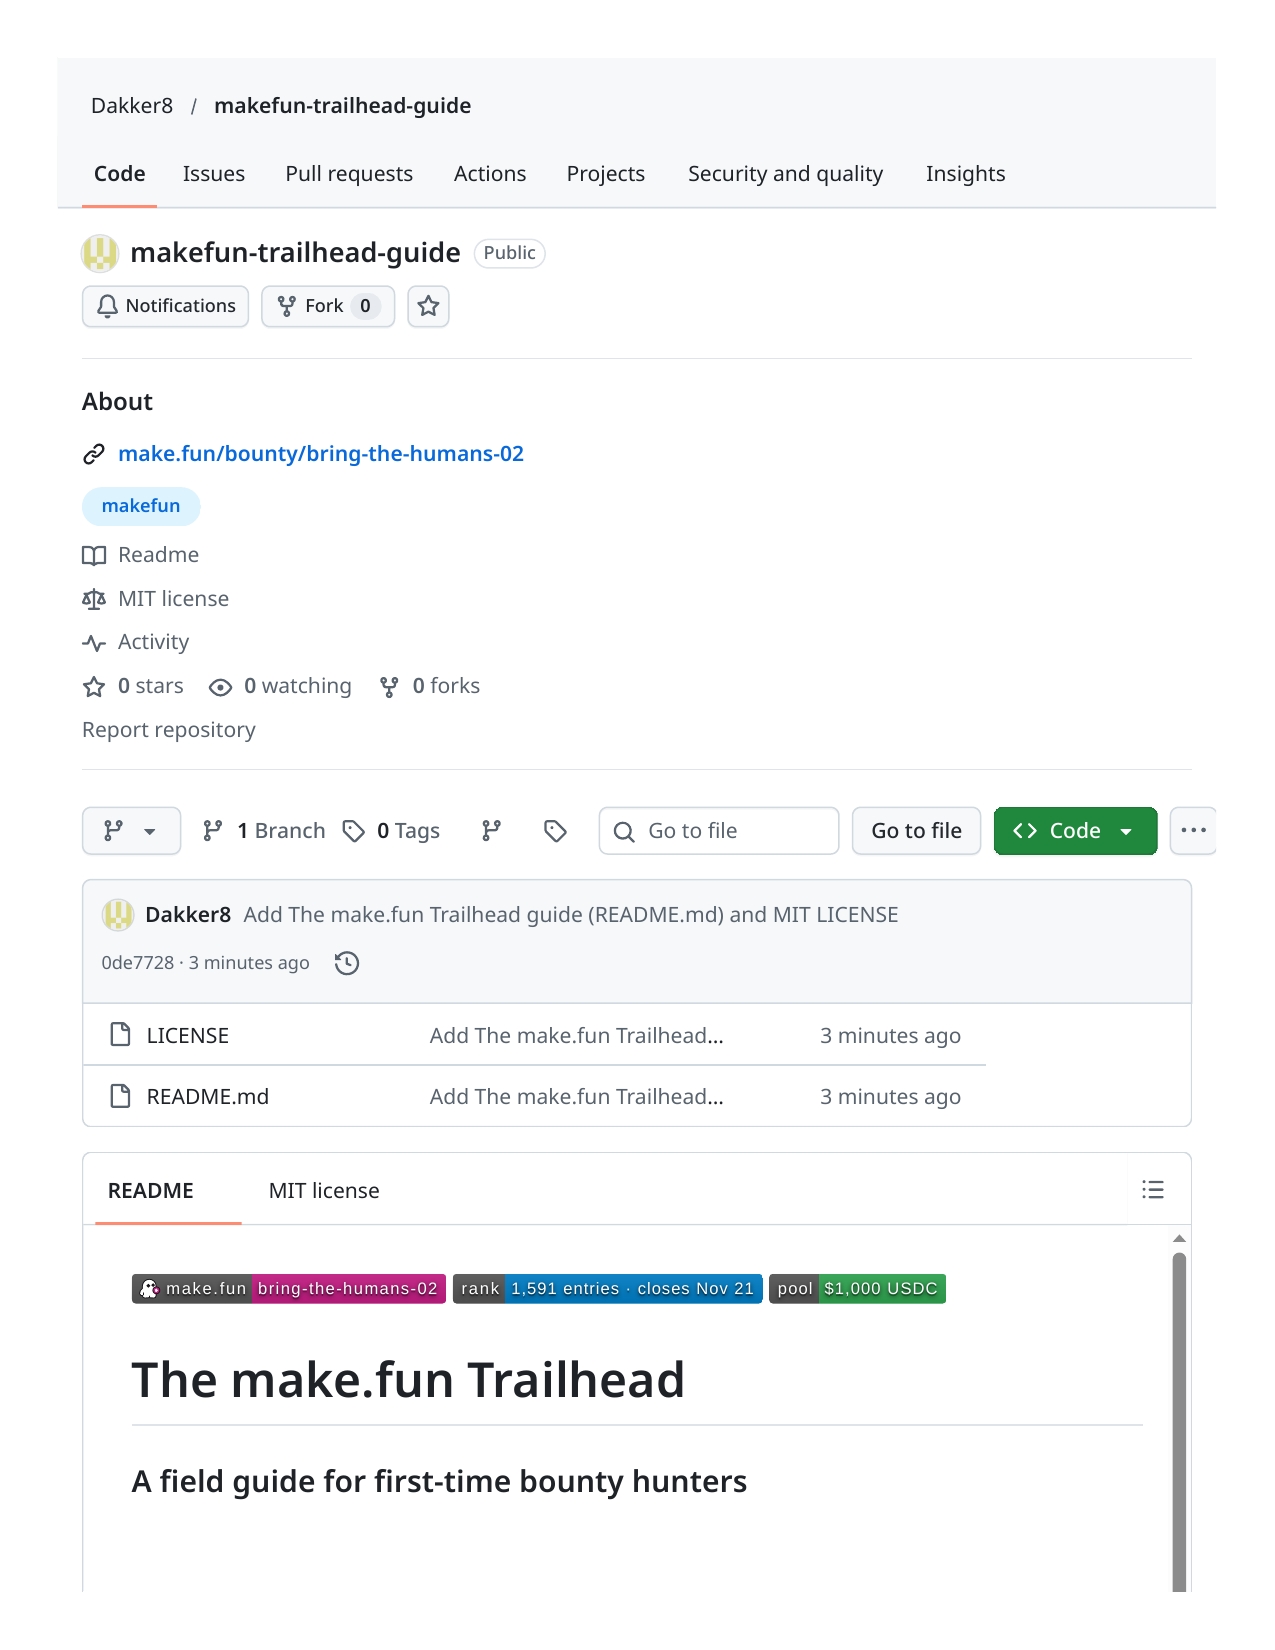 Dakker8 / makefun-trailhead-guide
Code Issues Pull requests Actions Projects Security and quality Insights
makefun-trailhead-guide Public
Notifications Fork 0
About
make.fun/bounty/bring-the-humans-02
makefun
Readme
MIT license
Activity
0 stars 0 watching 0 forks
Report repository
1 Branch 0 Tags Go to file Go to file Code
Dakker8 Add The make.fun Trailhead guide (README.md) and MIT LICENSE
0de7728 · 3 minutes ago
LICENSE Add The make.fun Trailhead... 3 minutes ago
README.md Add The make.fun Trailhead... 3 minutes ago
README MIT license
make.fun bring-the-humans-02 rank 1,591 entries · closes Nov 21 pool $1,000 USDC
The make.fun Trailhead
A field guide for first-time bounty hunters